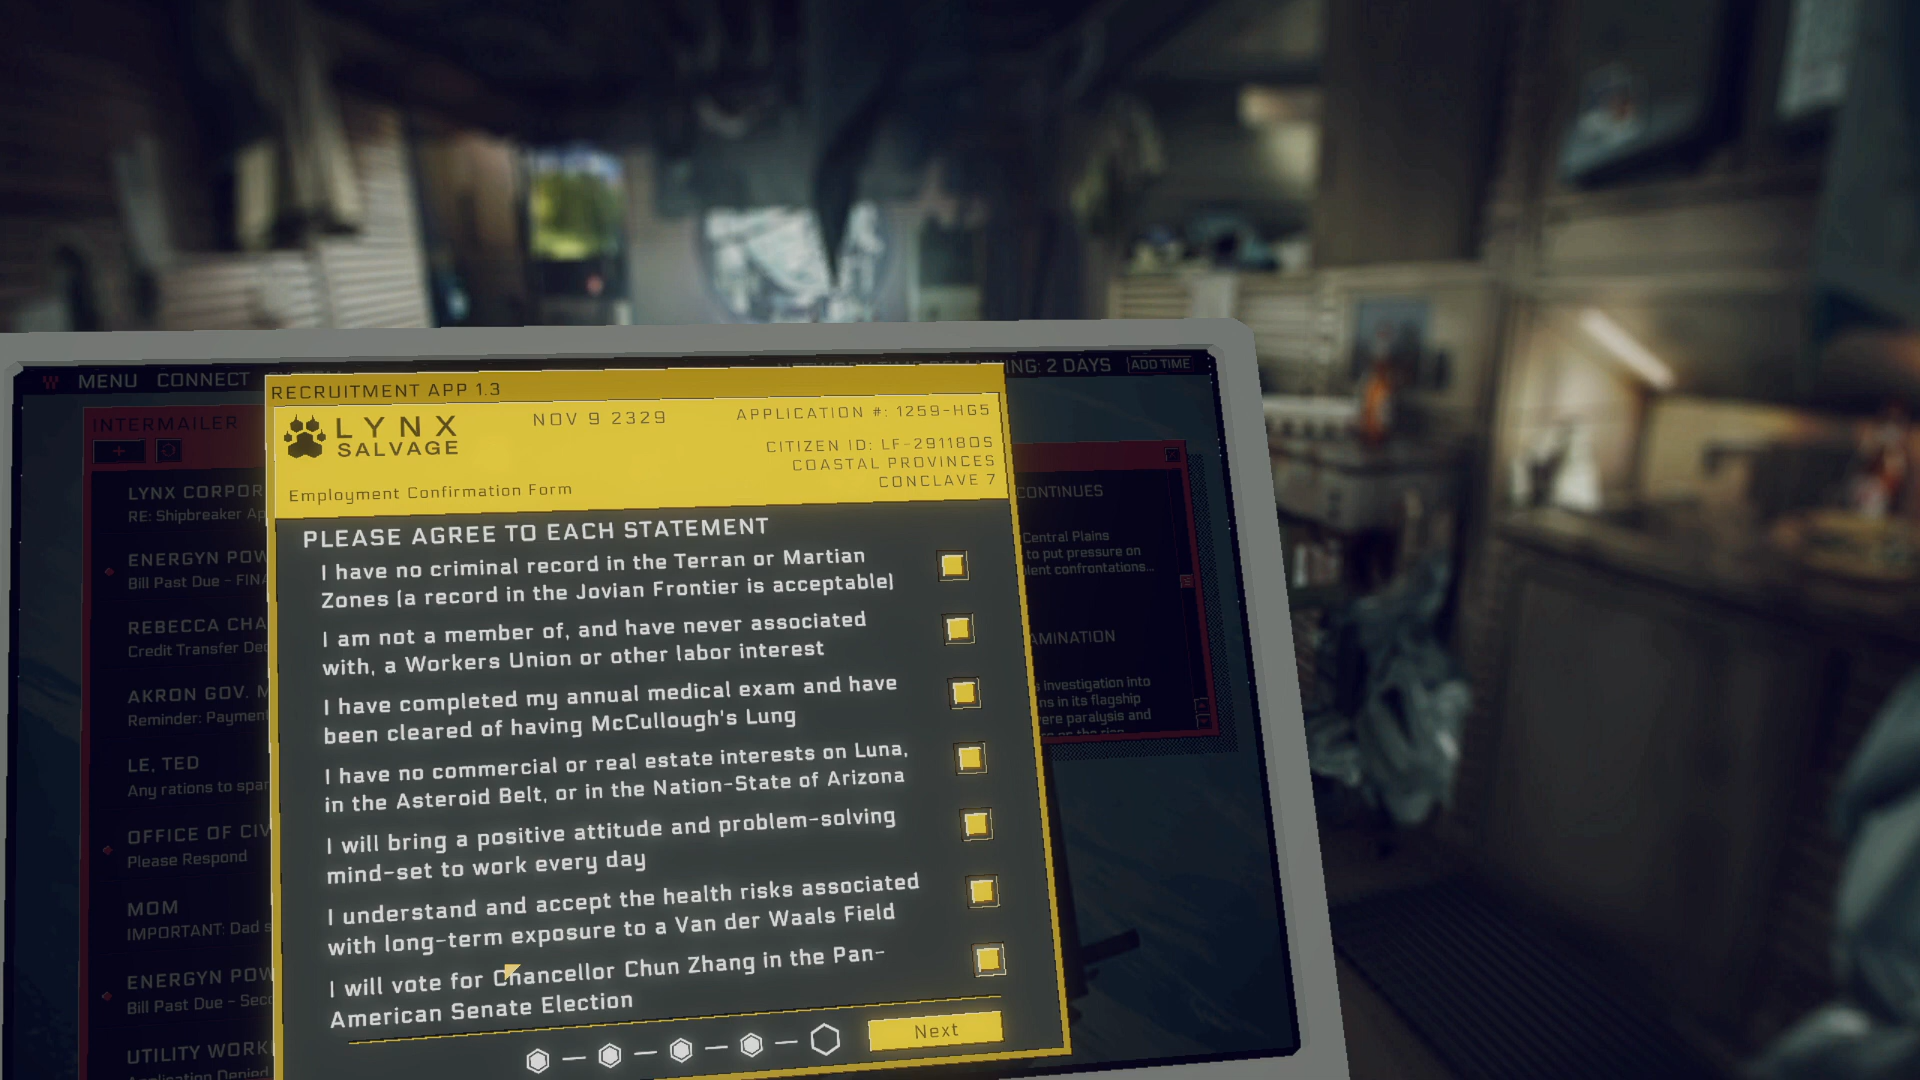 MENU CONNECT
ING: 2 DAYS ADD TIME
RECRUITMENT APP 1.3
LYNX
SALVAGE
NOV 9 2329
APPLICATION #: 1259-HG5
CITIZEN ID: LF-29118OS
COASTAL PROVINCES
CONCLAVE 7
Employment Confirmation Form
PLEASE AGREE TO EACH STATEMENT
I have no criminal record in the Terran or Martian
Zones (a record in the Jovian Frontier is acceptable)
I am not a member of, and have never associated
with, a Workers Union or other labor interest
I have completed my annual medical exam and have
been cleared of having McCullough's Lung
I have no commercial or real estate interests on Luna,
in the Asteroid Belt, or in the Nation-State of Arizona
I will bring a positive attitude and problem-solving
mind-set to work every day
I understand and accept the health risks associated
with long-term exposure to a Van der Waals Field
I will vote for Chancellor Chun Zhang in the Pan-
American Senate Election
Next
INTERMAILER
LYNX CORPOR
RE: Shipbreaker Ap
ENERGYN POW
Bill Past Due - FINA
REBECCA CHA
Credit Transfer De
AKRON GOV. M
Reminder: Paymen
LE, TED
Any rations to spar
OFFICE OF CIV
Please Respond
MOM
IMPORTANT: Dad s
ENERGYN POW
Bill Past Due - Sec
UTILITY WORK
Application Denied
CONTINUES
Central Plains
to put pressure on
lent confrontations...
AMINATION
s investigation into
ns in its flagship
ere paralysis and